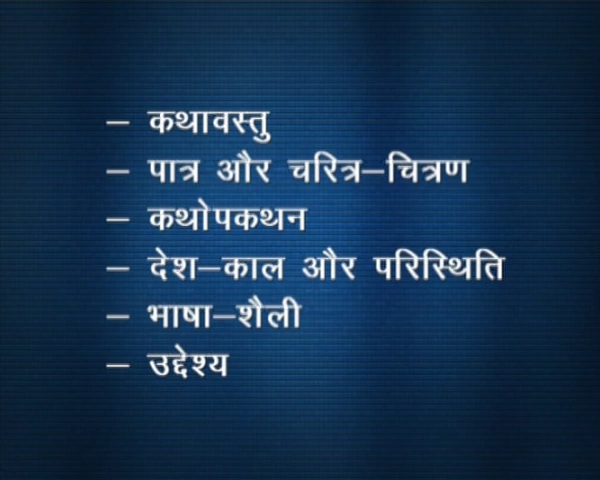 – कथावस्तु
– पात्र और चरित्र–चित्रण
– कथोपकथन
– देश–काल और परिस्थिति
– भाषा–शैली
– उद्देश्य